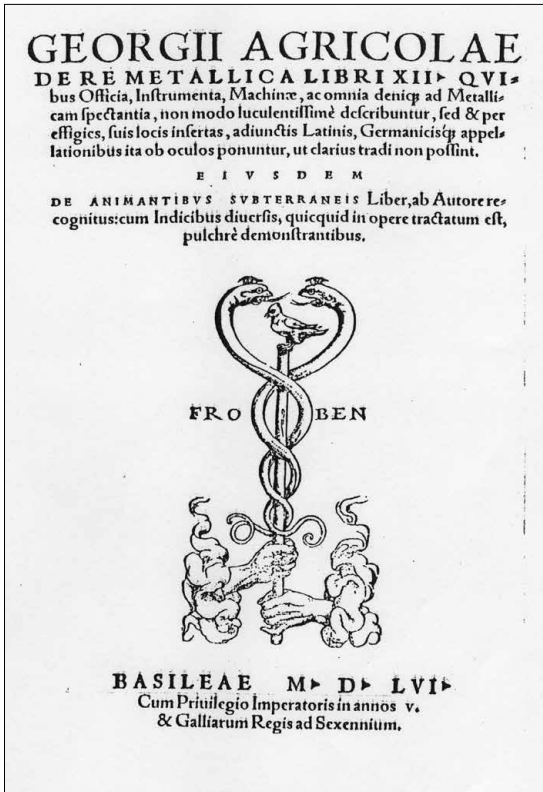 GEORGII AGRICOLAE
DE RE METALLICA LIBRI XII▸ QVI⸗
bus Officia, Inſtrumenta, Machinæ, ac omnia deniqꝫ ad Metalli⸗
cam ſpectantia, non modo luculentiſſimè deſcribuntur, ſed & per
effigies, ſuis locis inſertas, adiunctis Latinis, Germanicisqꝫ appel⸗
lationibus ita ob oculos ponuntur, ut clarius tradi non poſſint.
EIVSDEM
DE ANIMANTIBVS SVBTERRANEIS Liber, ab Autore re⸗
cognitus: cum Indicibus diuerſis, quicquid in opere tractatum eſt,
pulchrè demonſtrantibus.
FRO BEN
BASILEAE M▸ D▸ LVI▸
Cum Priuilegio Imperatoris in annos v.
& Galliarum Regis ad Sexennium.